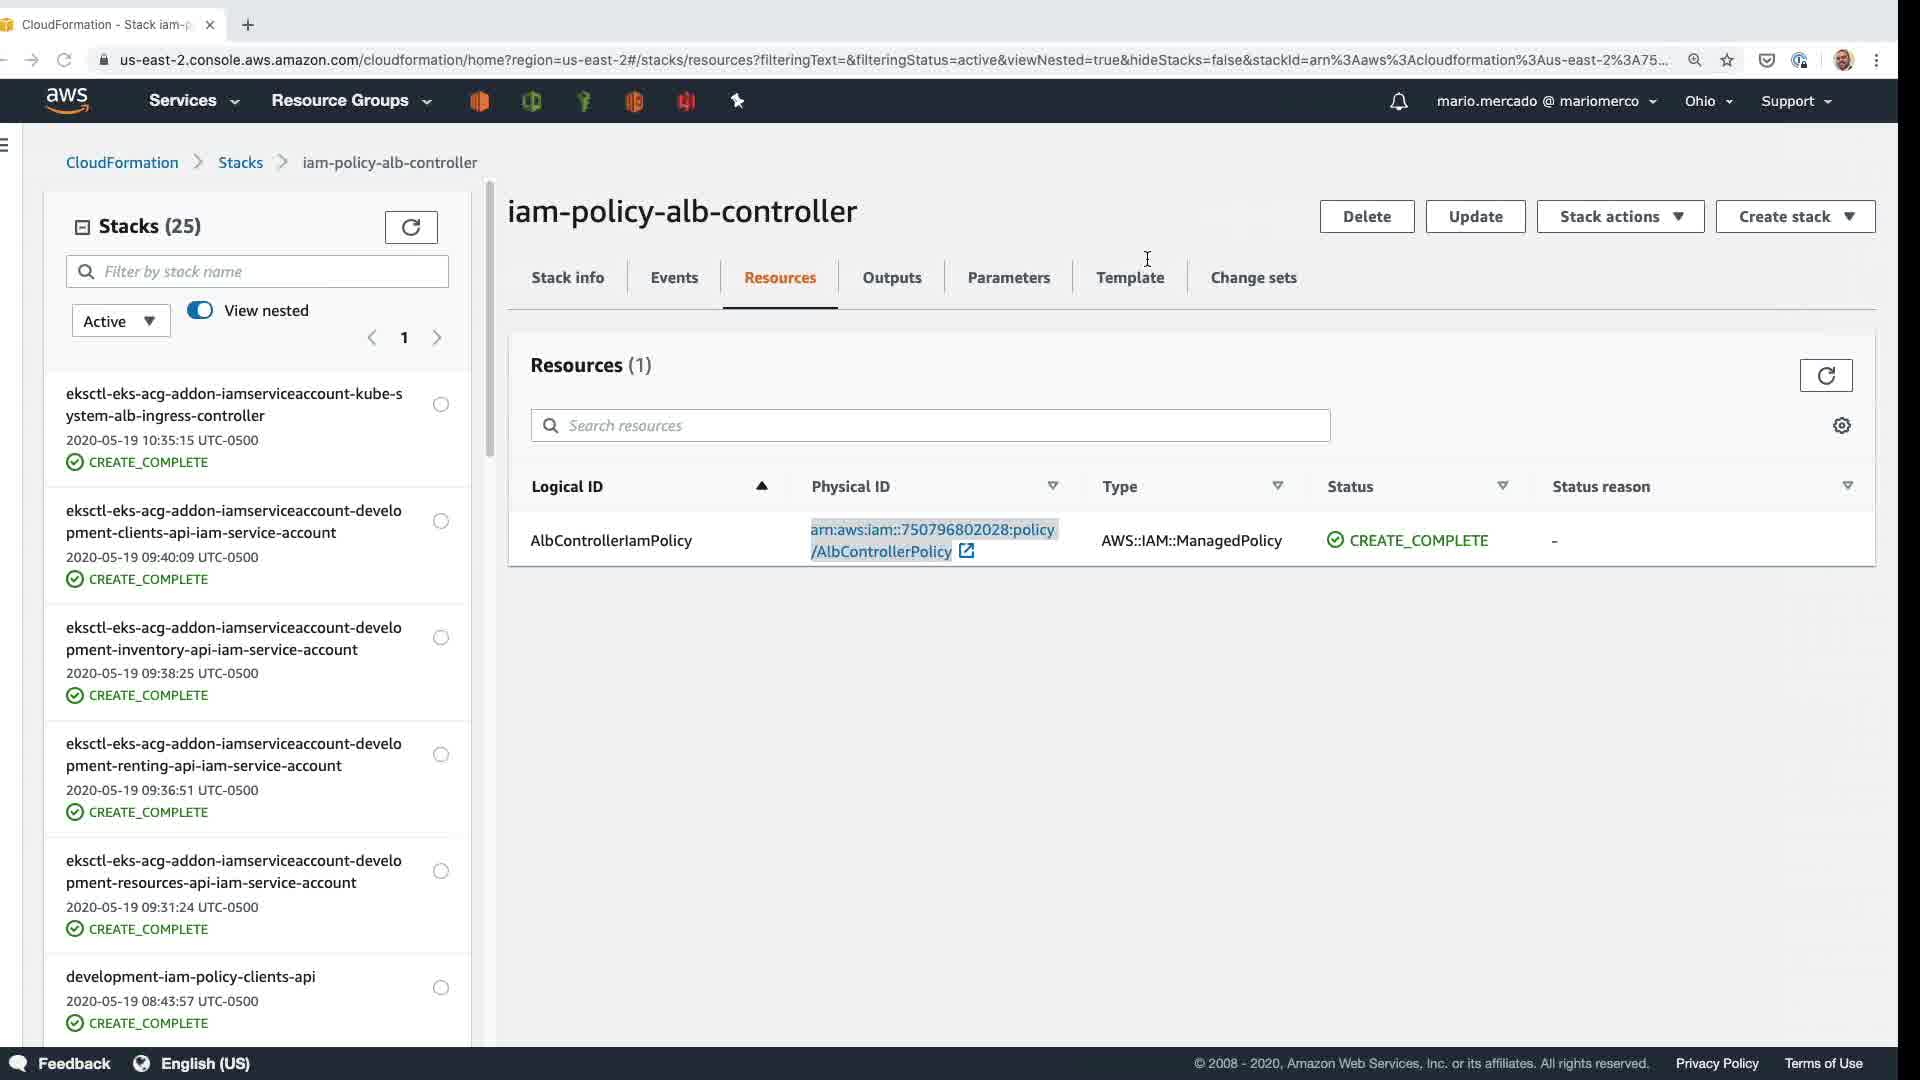 CloudFormation - Stack iam-p
us-east-2.console.aws.amazon.com/cloudformation/home?region=us-east-2#/stacks/resources?filteringText=&filteringStatus=active&viewNested=true&hideStacks=false&stackId=arn%3Aaws%3Acloudformation%3Aus-east-2%3A75...
aws
Services
Resource Groups
mario.mercado @ mariomerco
Ohio
Support
CloudFormation
Stacks
iam-policy-alb-controller
Stacks (25)
Filter by stack name
Active
View nested
1
eksctl-eks-acg-addon-iamserviceaccount-kube-s
ystem-alb-ingress-controller
2020-05-19 10:35:15 UTC-0500
CREATE_COMPLETE
eksctl-eks-acg-addon-iamserviceaccount-develo
pment-clients-api-iam-service-account
2020-05-19 09:40:09 UTC-0500
CREATE_COMPLETE
eksctl-eks-acg-addon-iamserviceaccount-develo
pment-inventory-api-iam-service-account
2020-05-19 09:38:25 UTC-0500
CREATE_COMPLETE
eksctl-eks-acg-addon-iamserviceaccount-develo
pment-renting-api-iam-service-account
2020-05-19 09:36:51 UTC-0500
CREATE_COMPLETE
eksctl-eks-acg-addon-iamserviceaccount-develo
pment-resources-api-iam-service-account
2020-05-19 09:31:24 UTC-0500
CREATE_COMPLETE
development-iam-policy-clients-api
2020-05-19 08:43:57 UTC-0500
CREATE_COMPLETE
iam-policy-alb-controller
Delete
Update
Stack actions
Create stack
Stack info
Events
Resources
Outputs
Parameters
Template
Change sets
Resources (1)
Search resources
Logical ID
Physical ID
Type
Status
Status reason
AlbControllerIamPolicy
arn:aws:iam::750796802028:policy
/AlbControllerPolicy
AWS::IAM::ManagedPolicy
CREATE_COMPLETE
-
Feedback
English (US)
© 2008 - 2020, Amazon Web Services, Inc. or its affiliates. All rights reserved.
Privacy Policy
Terms of Use